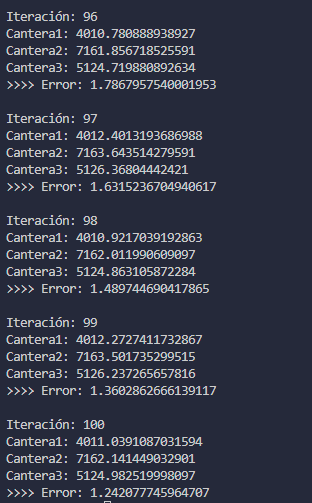 Iteración: 96
Cantera1: 4010.780888938927
Cantera2: 7161.856718525591
Cantera3: 5124.719880892634
>>>> Error: 1.7867957540001953
Iteración: 97
Cantera1: 4012.4013193686988
Cantera2: 7163.643514279591
Cantera3: 5126.36804442421
>>>> Error: 1.6315236704940617
Iteración: 98
Cantera1: 4010.9217039192863
Cantera2: 7162.011990609097
Cantera3: 5124.863105872284
>>>> Error: 1.489744690417865
Iteración: 99
Cantera1: 4012.2727411732867
Cantera2: 7163.501735299515
Cantera3: 5126.237265657816
>>>> Error: 1.3602862666139117
Iteración: 100
Cantera1: 4011.0391087031594
Cantera2: 7162.141449032901
Cantera3: 5124.982519998097
>>>> Error: 1.242077745964707